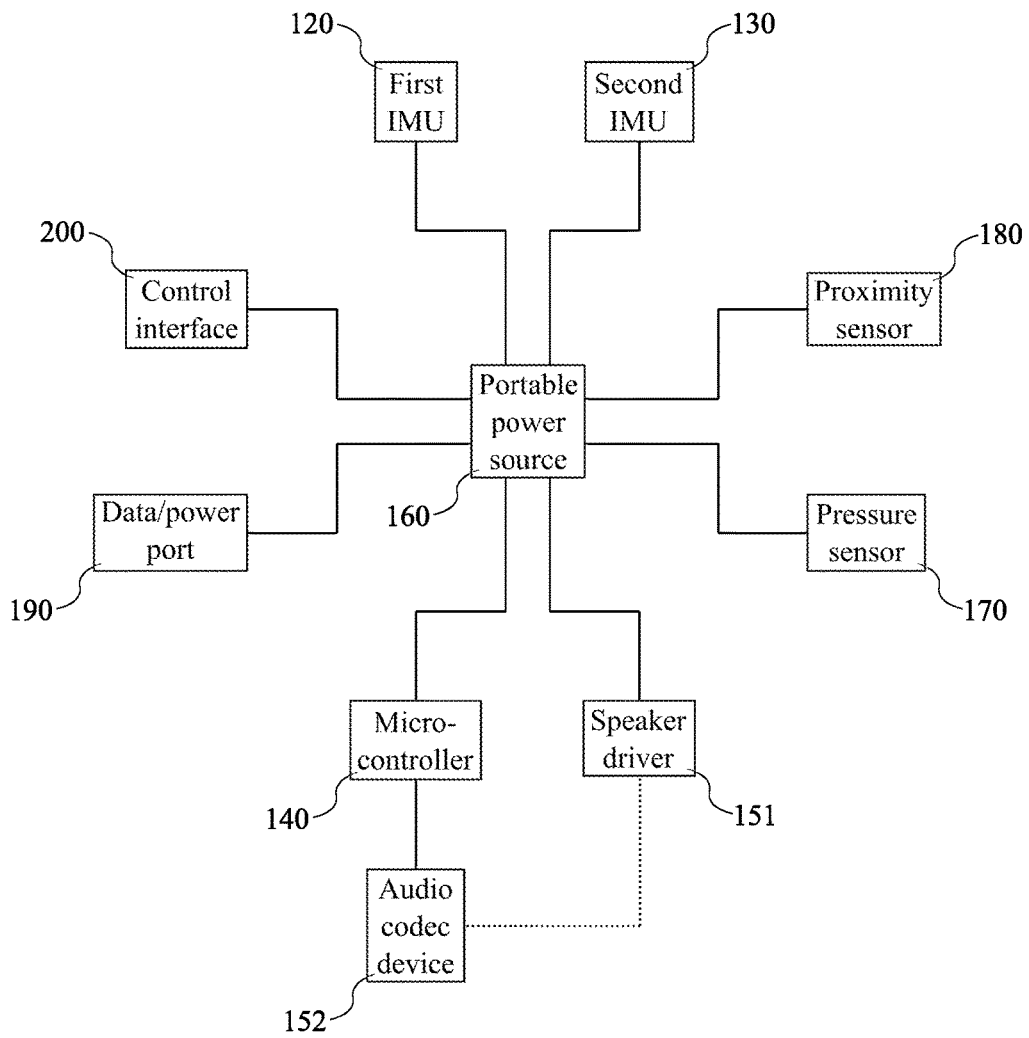 120
130
First
IMU
Second
IMU
200
180
Control
interface
Proximity
sensor
Portable
power
source
160
Data/power
port
Pressure
sensor
190
170
Micro-
controller
Speaker
driver
140
151
Audio
codec
device
152